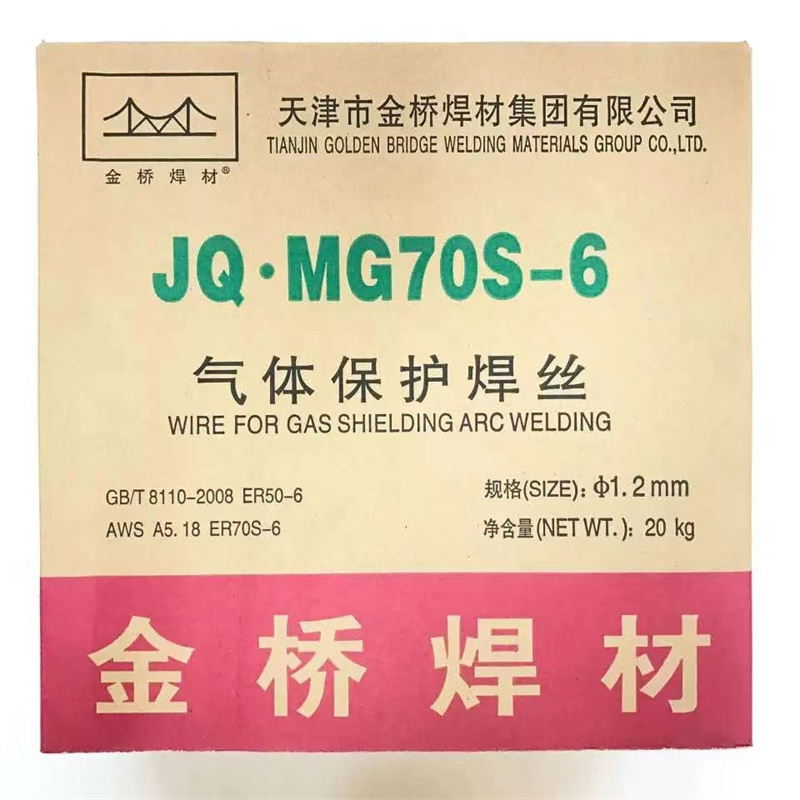 天津市金桥焊材集团有限公司
TIANJIN GOLDEN BRIDGE WELDING MATERIALS GROUP CO.,LTD.
金桥焊材®
JQ·MG70S-6
气体保护焊丝
WIRE FOR GAS SHIELDING ARC WELDING
GB/T 8110-2008 ER50-6
AWS A5.18 ER70S-6
规格(SIZE): Φ1.2mm
净含量(NET WT.): 20 kg
金桥焊材